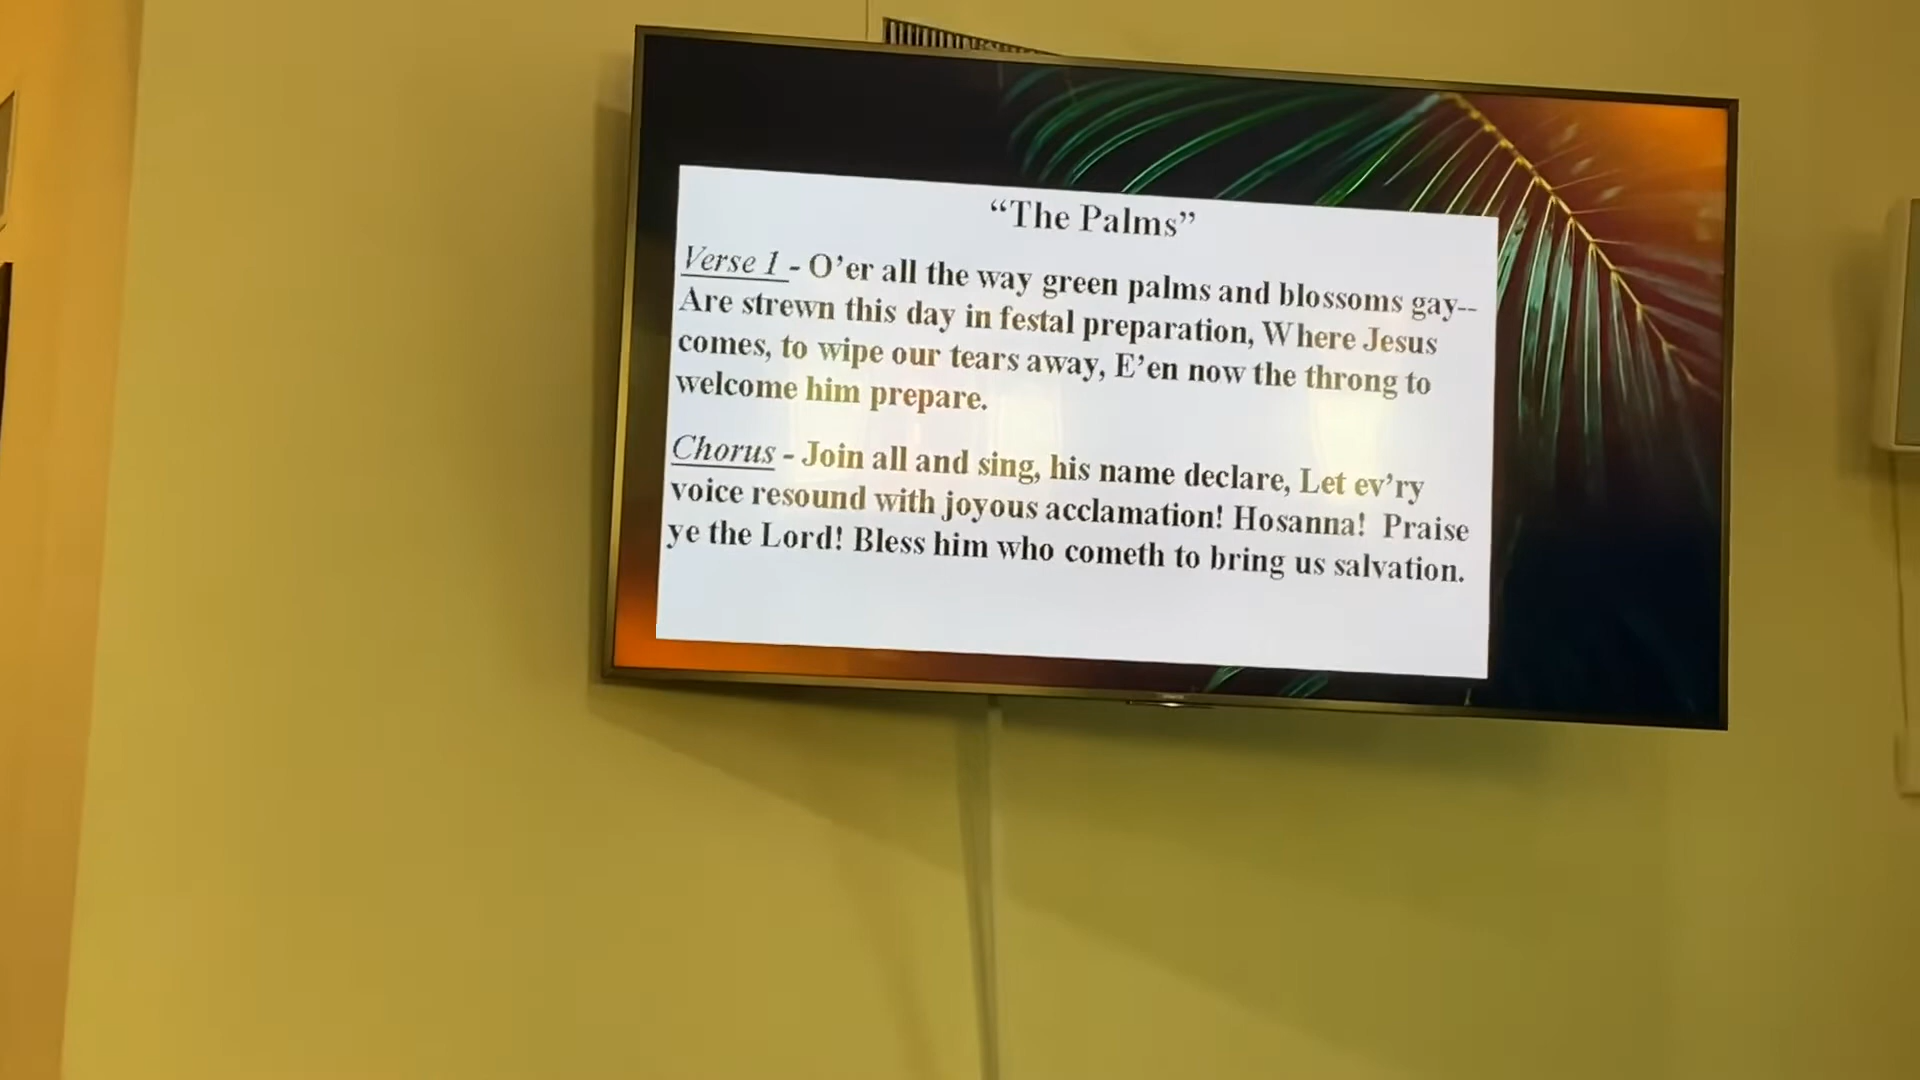 “The Palms”
Verse 1 - O’er all the way green palms and blossoms gay--
Are strewn this day in festal preparation, Where Jesus
comes, to wipe our tears away, E’en now the throng to
welcome him prepare.
Chorus - Join all and sing, his name declare, Let ev’ry
voice resound with joyous acclamation! Hosanna! Praise
ye the Lord! Bless him who cometh to bring us salvation.